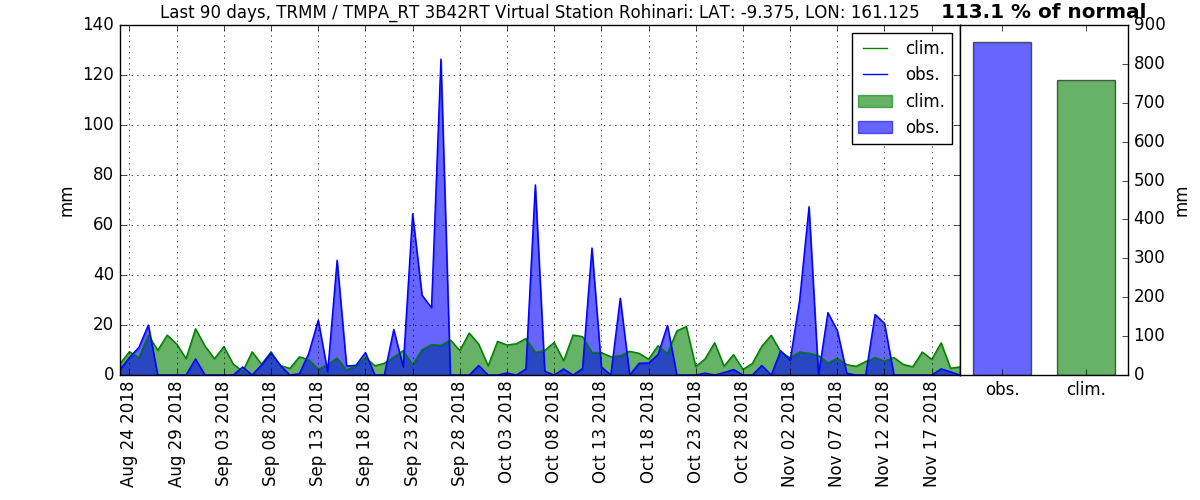 Last 90 days, TRMM / TMPA_RT 3B42RT Virtual Station Rohinari: LAT: -9.375, LON: 161.125
113.1 % of normal
140
120
100
80
60
40
20
0
mm
clim.
obs.
clim.
obs.
900
800
700
600
500
400
300
200
100
0
mm
obs.
clim.
Aug 24 2018
Aug 29 2018
Sep 03 2018
Sep 08 2018
Sep 13 2018
Sep 18 2018
Sep 23 2018
Sep 28 2018
Oct 03 2018
Oct 08 2018
Oct 13 2018
Oct 18 2018
Oct 23 2018
Oct 28 2018
Nov 02 2018
Nov 07 2018
Nov 12 2018
Nov 17 2018